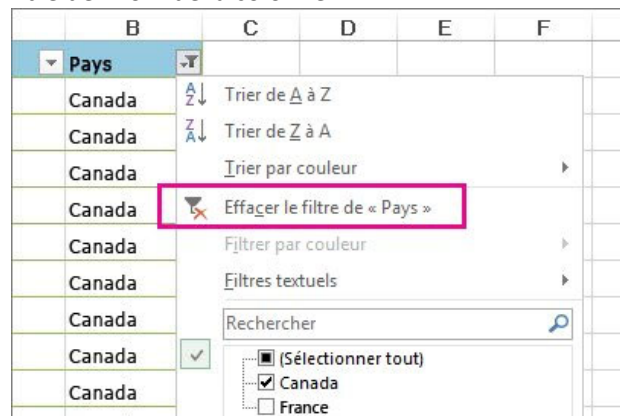 B C D E F
Pays
Canada
Trier de A à Z
Canada
Trier de Z à A
Canada
Trier par couleur
Canada
Effacer le filtre de « Pays »
Canada
Filtrer par couleur
Canada
Filtres textuels
Canada
Rechercher
Canada
(Sélectionner tout)
Canada
Canada
France